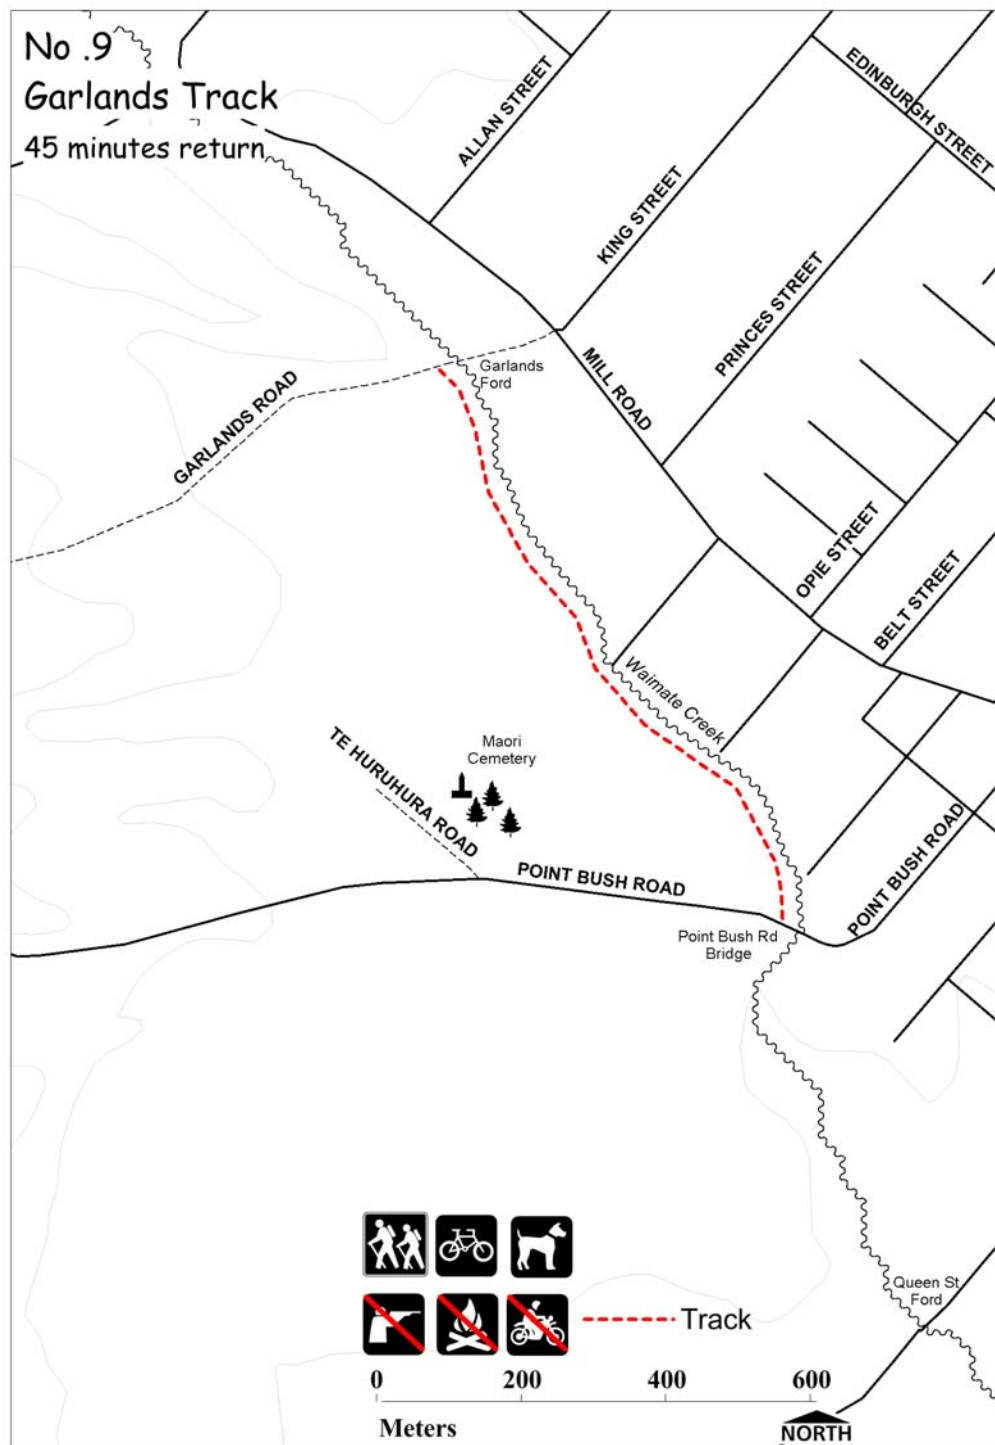 No .9
Garlands Track
45 minutes return
ALLAN STREET
EDINBURGH STREET
KING STREET
PRINCES STREET
Garlands
Ford
MILL ROAD
GARLANDS ROAD
OPIE STREET
BELT STREET
Waimate Creek
Maori
Cemetery
TE HURUHURA ROAD
POINT BUSH ROAD
POINT BUSH ROAD
Point Bush Rd
Bridge
Queen St
Ford
Track
0 200 400 600
Meters
NORTH